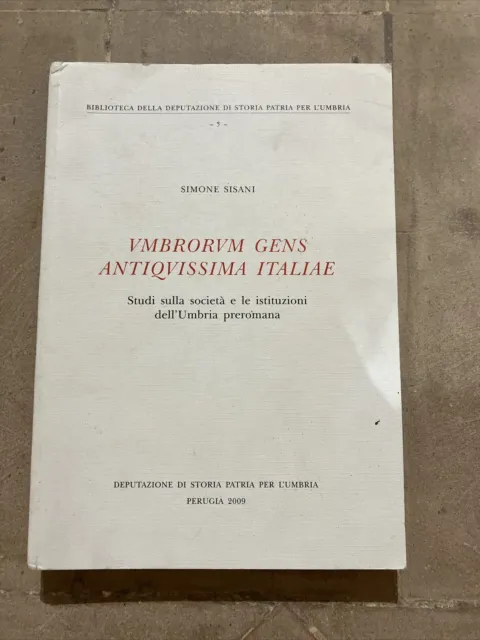 BIBLIOTECA DELLA DEPUTAZIONE DI STORIA PATRIA PER L'UMBRIA
- 5 -
SIMONE SISANI
VMBRORVM GENS
ANTIQVISSIMA ITALIAE
Studi sulla società e le istituzioni
dell'Umbria preromana
DEPUTAZIONE DI STORIA PATRIA PER L'UMBRIA
PERUGIA 2009